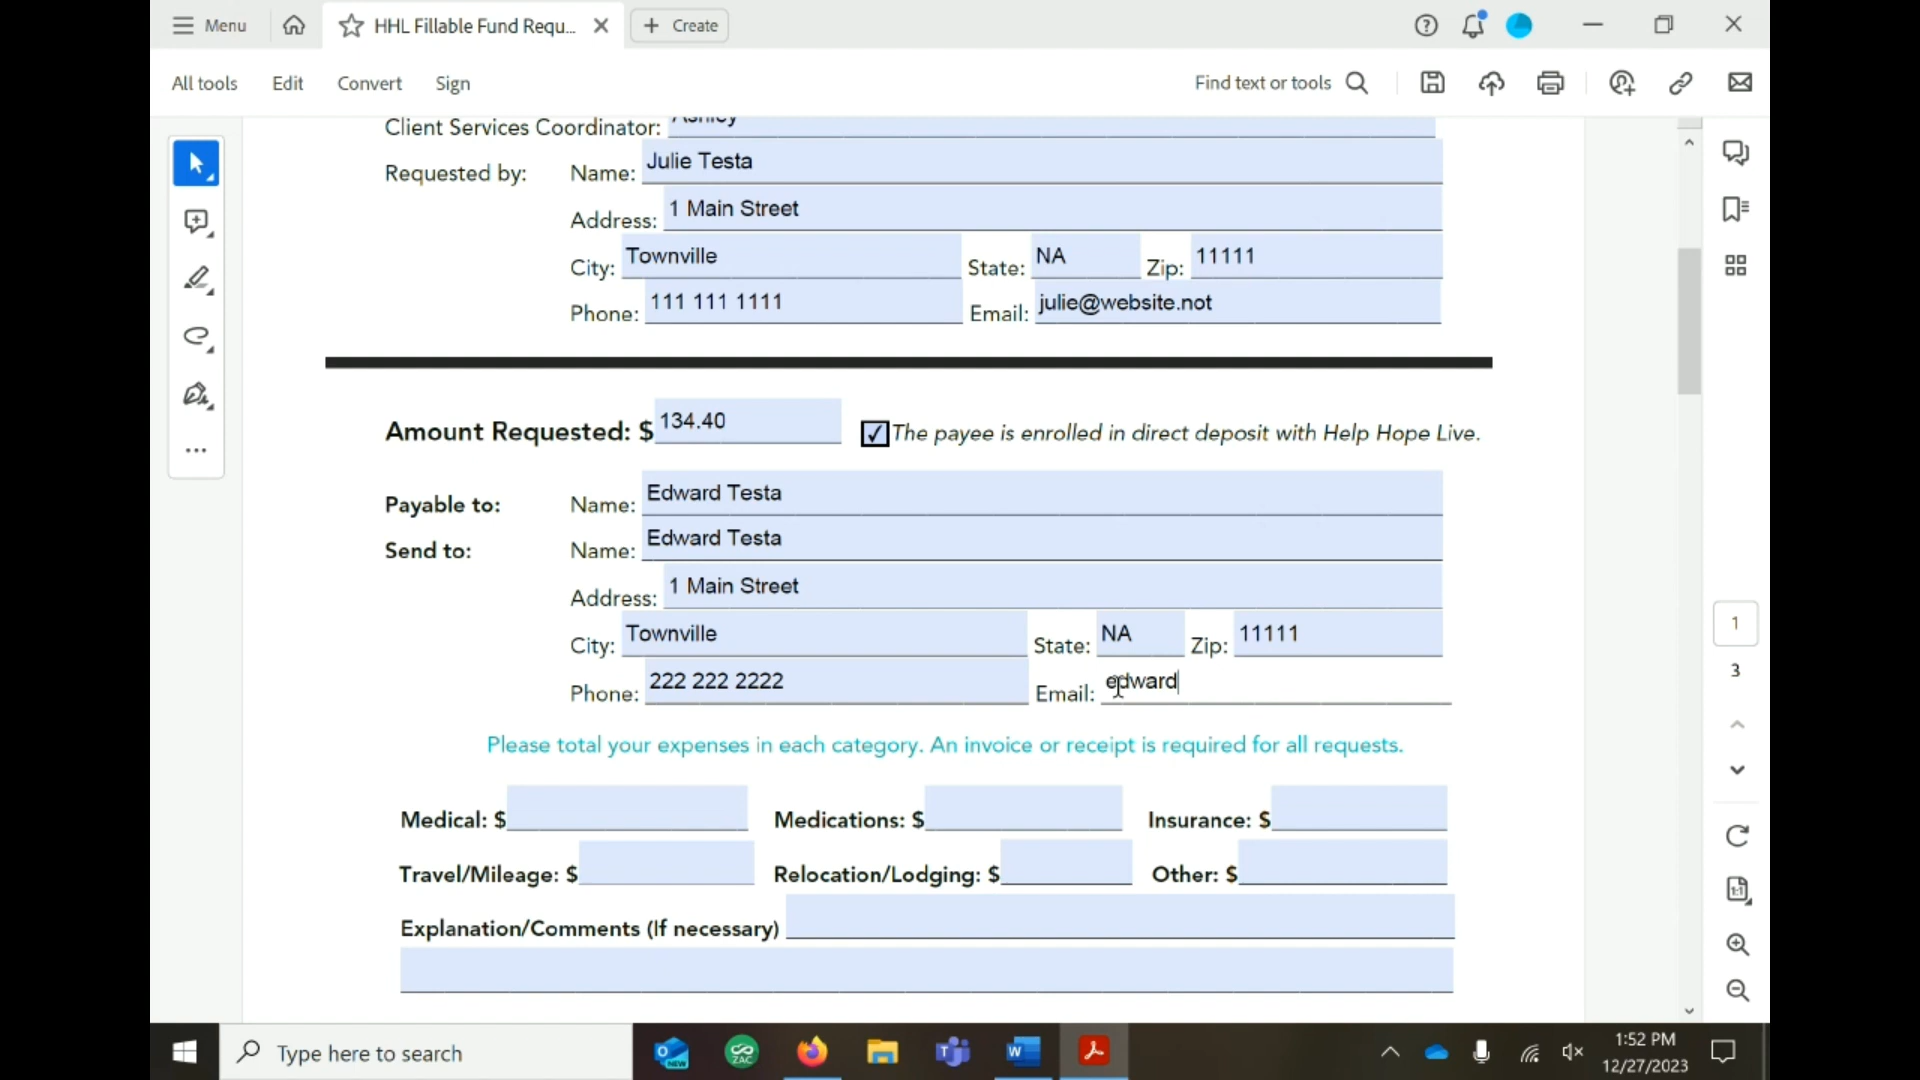 Menu
HHL Fillable Fund Requ...
Create
All tools
Edit
Convert
Sign
Find text or tools
Client Services Coordinator: Ashley
Requested by: Name: Julie Testa
Address: 1 Main Street
City: Townville State: NA Zip: 11111
Phone: 111 111 1111 Email: julie@website.not
Amount Requested: $ 134.40 The payee is enrolled in direct deposit with Help Hope Live.
Payable to: Name: Edward Testa
Send to: Name: Edward Testa
Address: 1 Main Street
City: Townville State: NA Zip: 11111
Phone: 222 222 2222 Email: edward
1
3
Please total your expenses in each category. An invoice or receipt is required for all requests.
Medical: $ Medications: $ Insurance: $
Travel/Mileage: $ Relocation/Lodging: $ Other: $
Explanation/Comments (If necessary)
Type here to search
NEW
ZAC
1:52 PM
12/27/2023